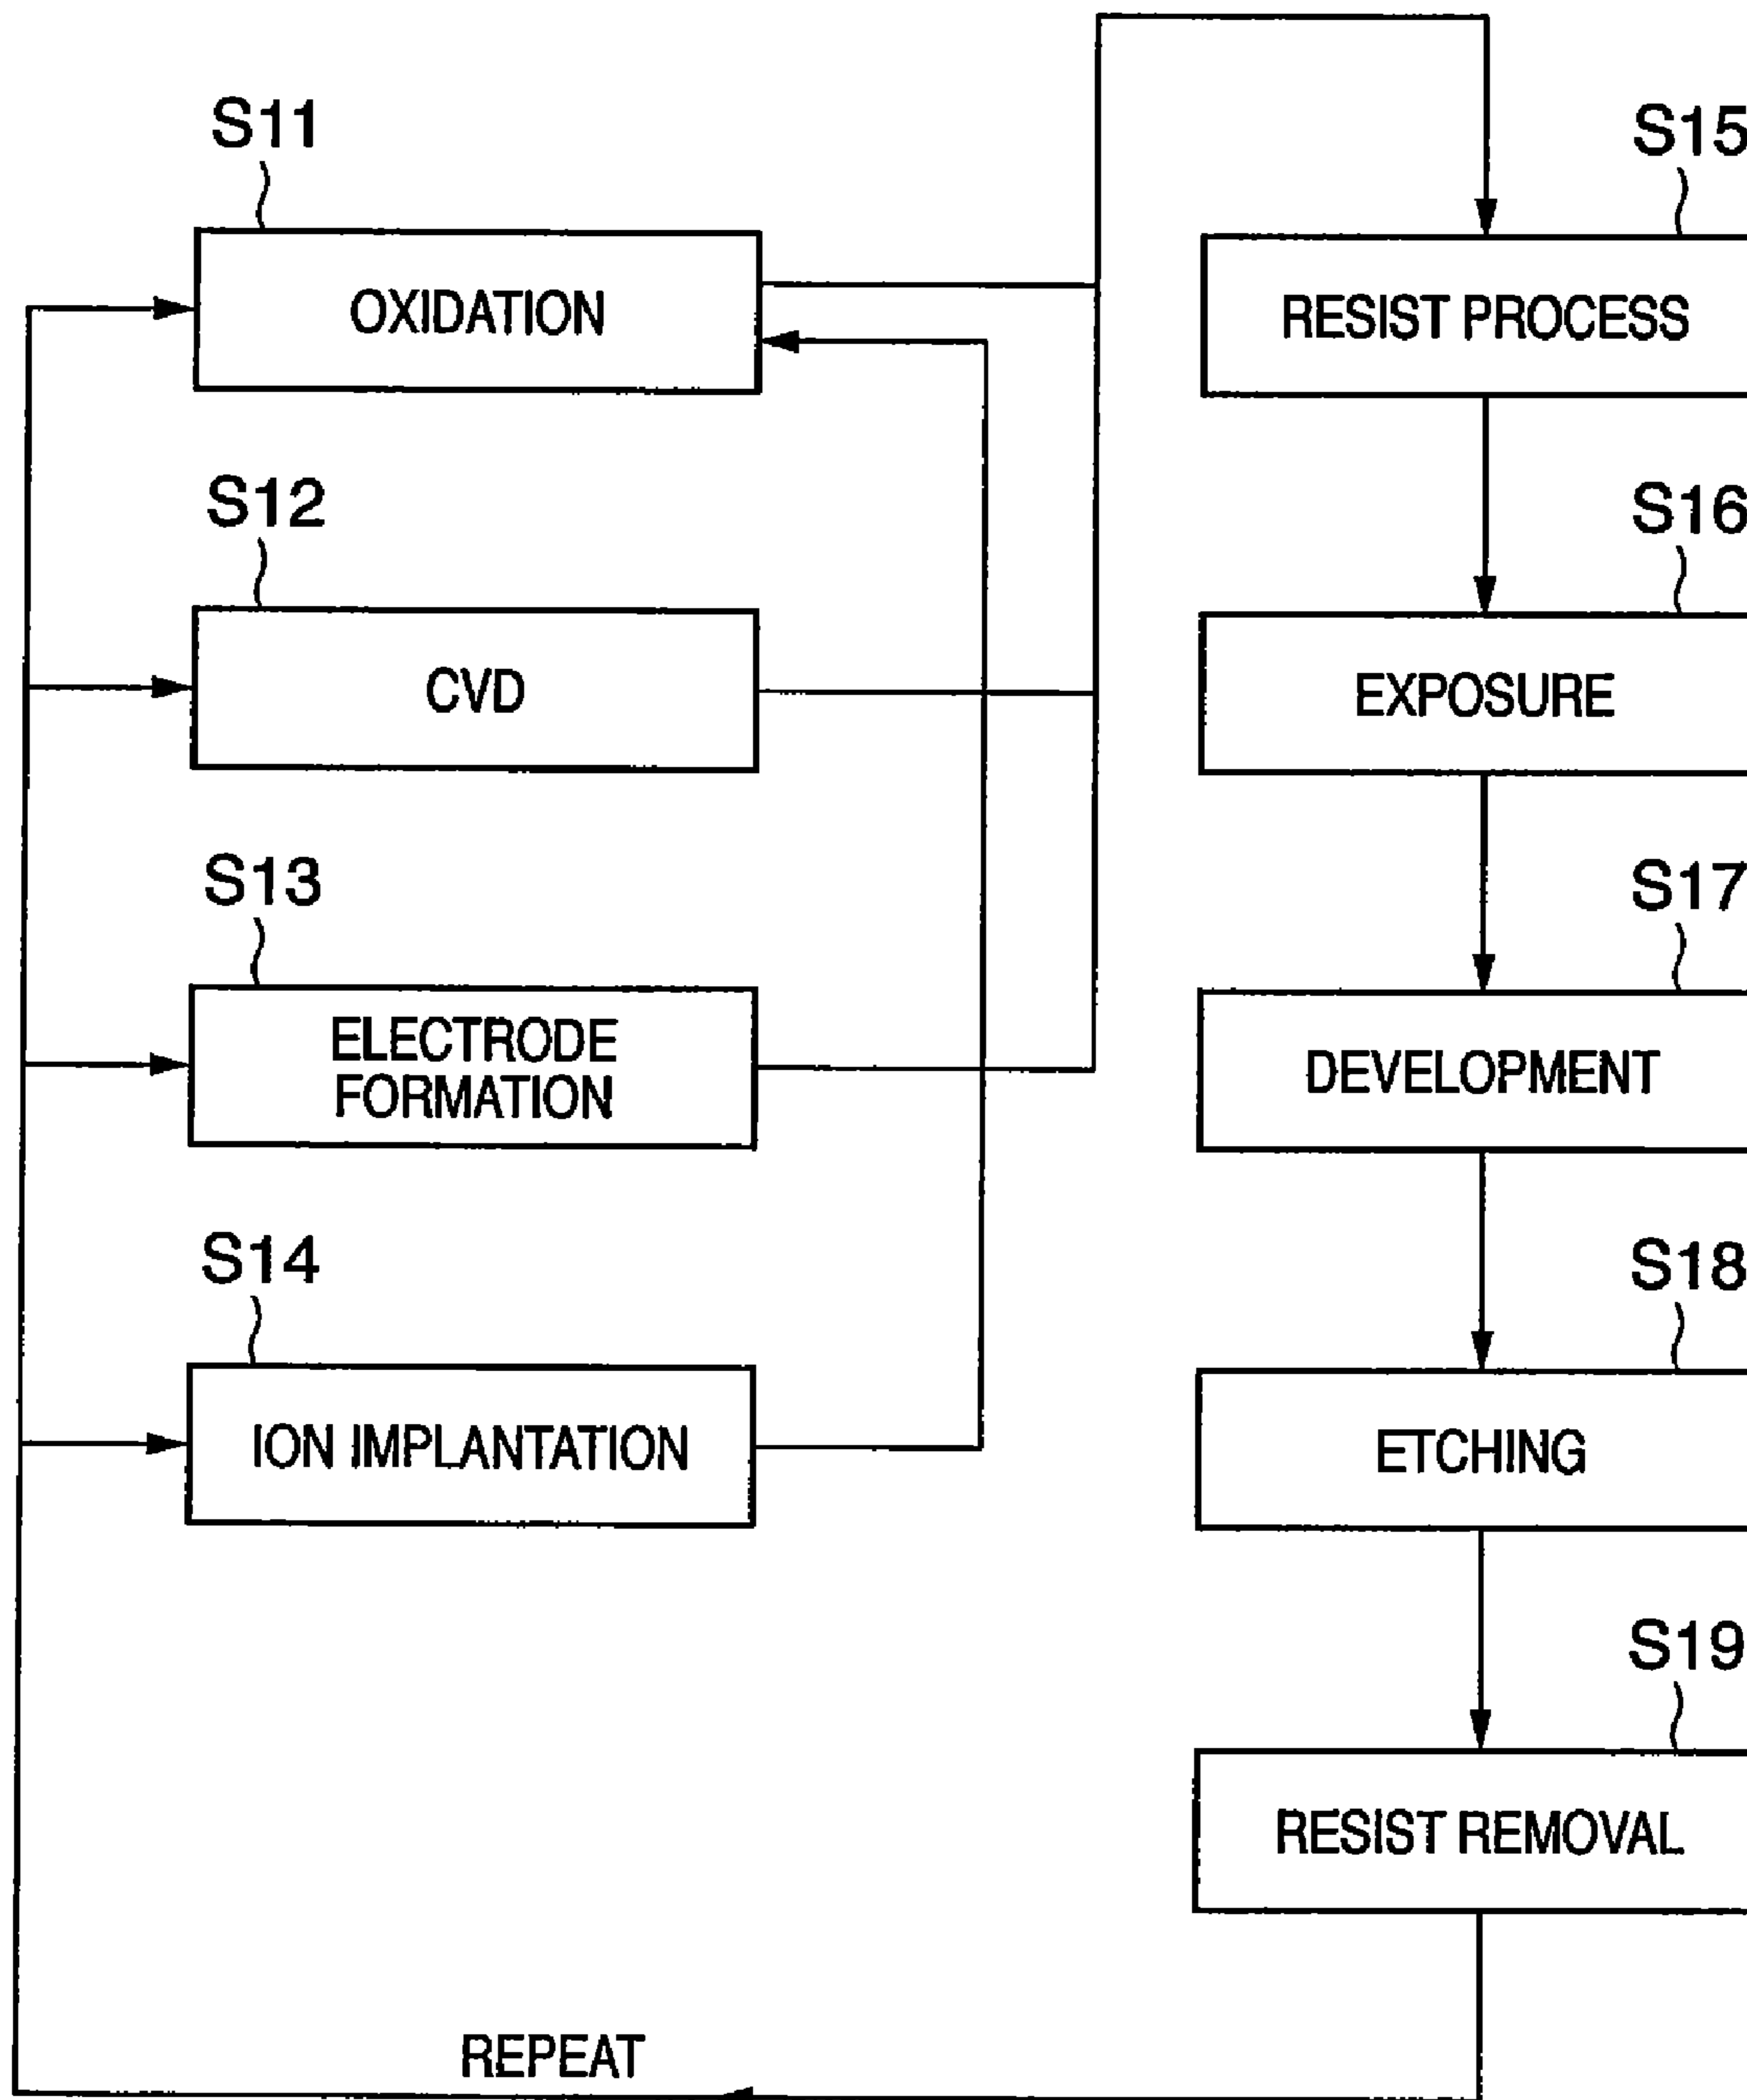 S11
OXIDATION
S12
CVD
S13
ELECTRODE
FORMATION
S14
ION IMPLANTATION
S15
RESIST PROCESS
S16
EXPOSURE
S17
DEVELOPMENT
S18
ETCHING
S19
RESIST REMOVAL
REPEAT